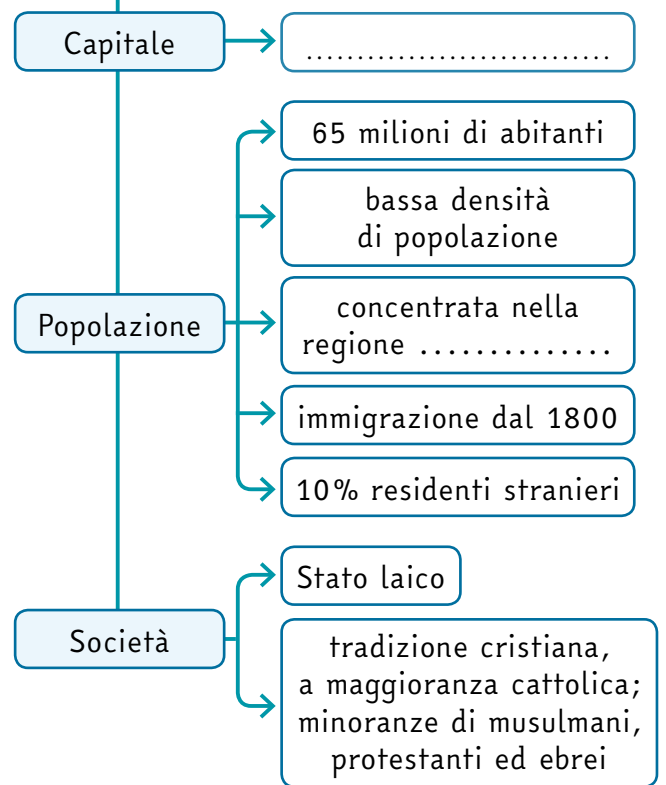 Capitale
..............................
Popolazione
65 milioni di abitanti
bassa densità
di popolazione
concentrata nella
regione ..............
immigrazione dal 1800
10% residenti stranieri
Società
Stato laico
tradizione cristiana,
a maggioranza cattolica;
minoranze di musulmani,
protestanti ed ebrei